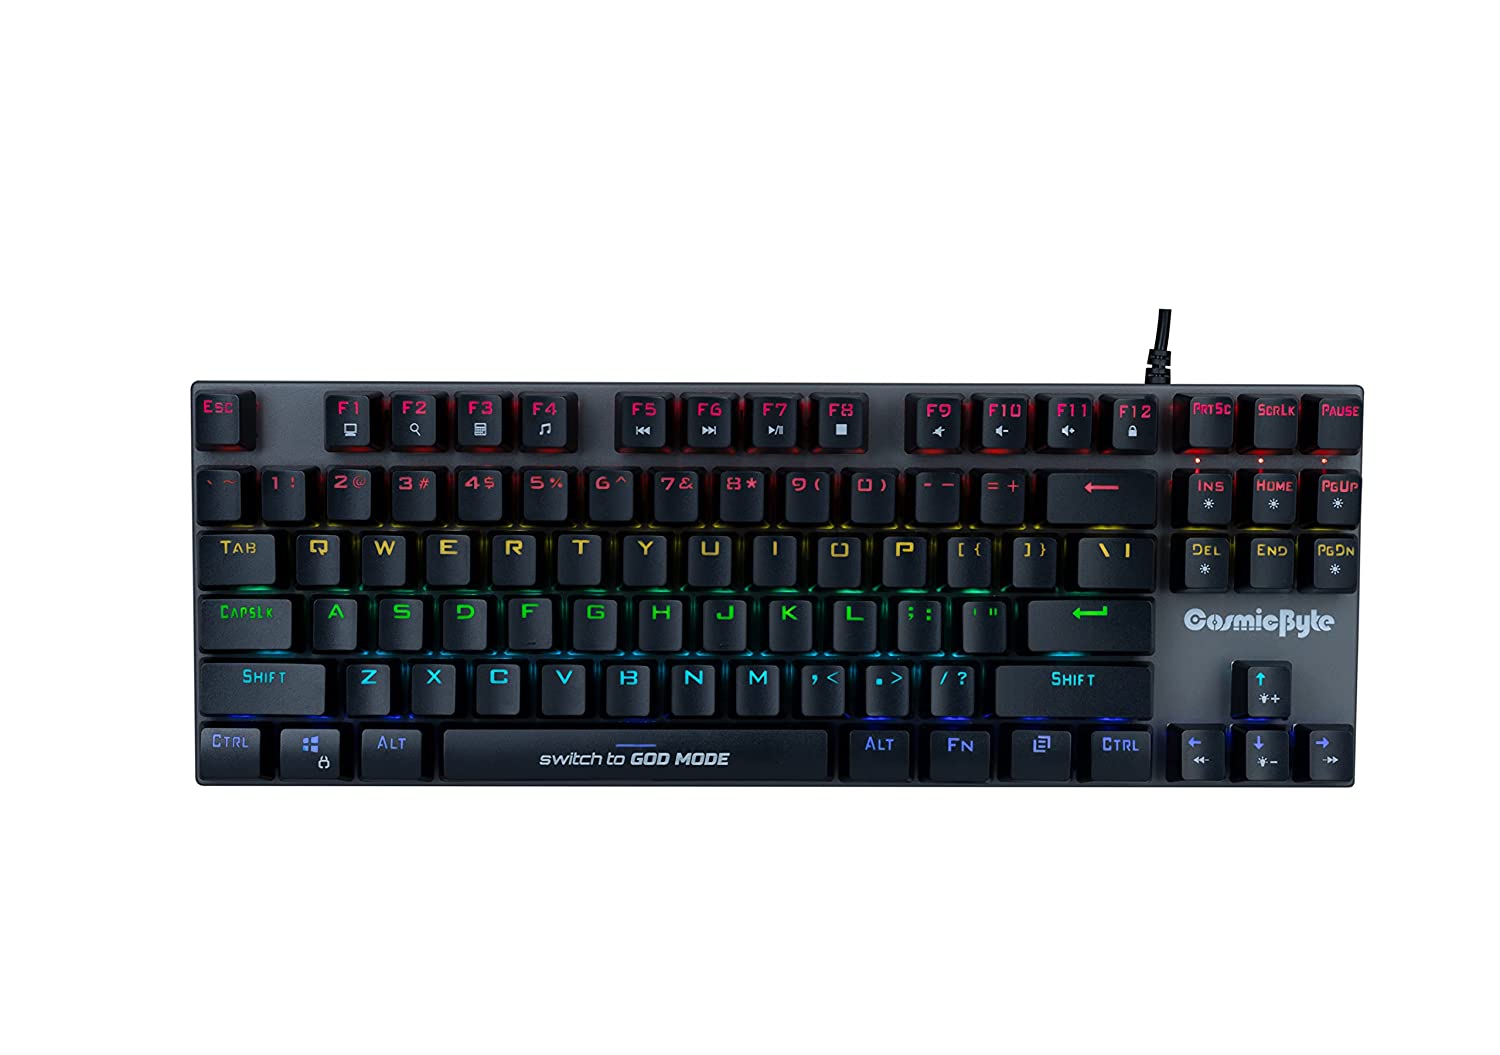 Esc F1 F2 F3 F4 F5 F6 F7 F8 F9 F10 F11 F12 PrtSc ScrLk Pause
` ~ 1 ! 2 @ 3 # 4 $ 5 % 6 ^ 7 & 8 * 9 ( 0 ) - - = + ← Ins Home PgUp
Tab Q W E R T Y U I O P [ { ] } \ | Del End PgDn
CapsLk A S D F G H J K L ; : ' " ↵
CosmicByte
Shift Z X C V B N M , < . > / ? Shift ↑
Ctrl Alt switch to GOD MODE Alt Fn Ctrl ← ↓ →